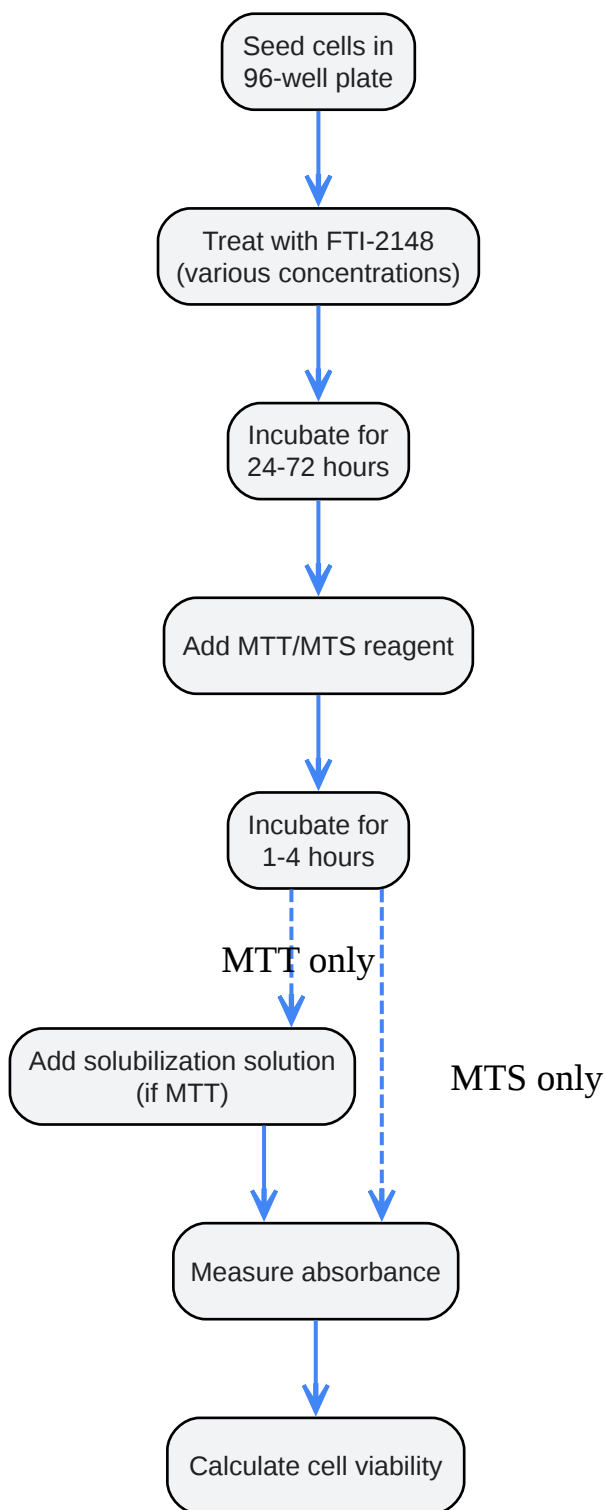 Seed cells in
96-well plate
Treat with FTI-2148
(various concentrations)
Incubate for
24-72 hours
Add MTT/MTS reagent
Incubate for
1-4 hours
MTT only
Add solubilization solution
(if MTT)
MTS only
Measure absorbance
Calculate cell viability